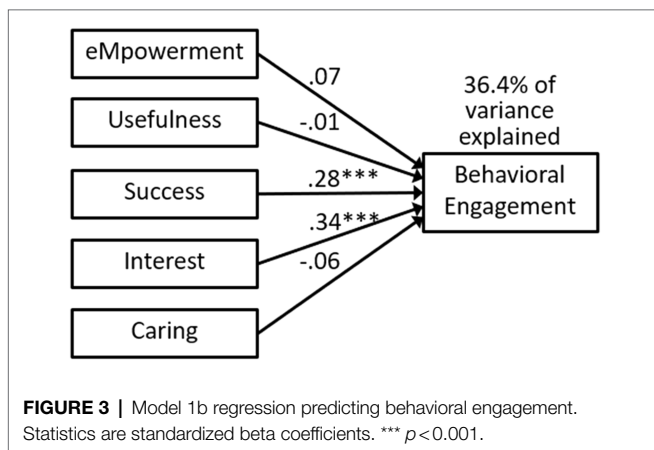 eMpowerment
Usefulness
Success
Interest
Caring
.07
-.01
.28***
.34***
-.06
36.4% of
variance
explained
Behavioral
Engagement
FIGURE 3 | Model 1b regression predicting behavioral engagement.
Statistics are standardized beta coefficients. *** p<0.001.